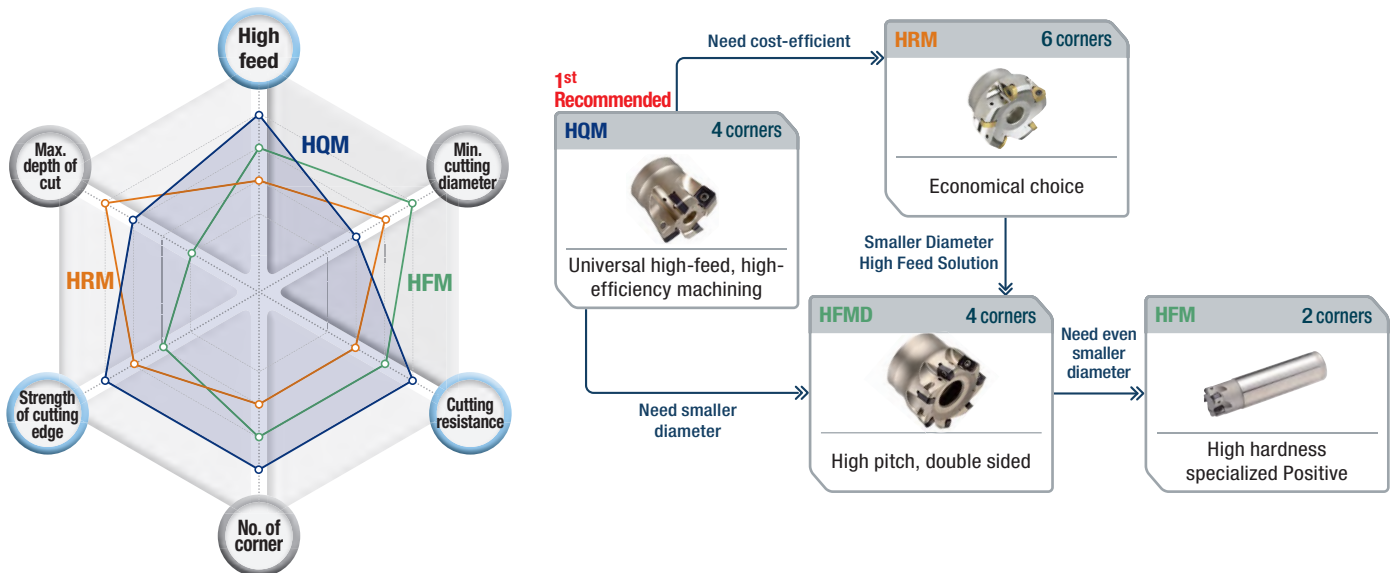 High
feed
Max.
depth of
cut
HQM
Min.
cutting
diameter
HRM
HFM
Strength
of cutting
edge
Cutting
resistance
No. of
corner
1st
Recommended
HQM 4 corners
Universal high-feed, high-
efficiency machining
Need cost-efficient
HRM 6 corners
Economical choice
Smaller Diameter
High Feed Solution
Need smaller
diameter
HFMD 4 corners
High pitch, double sided
Need even
smaller
diameter
HFM 2 corners
High hardness
specialized Positive